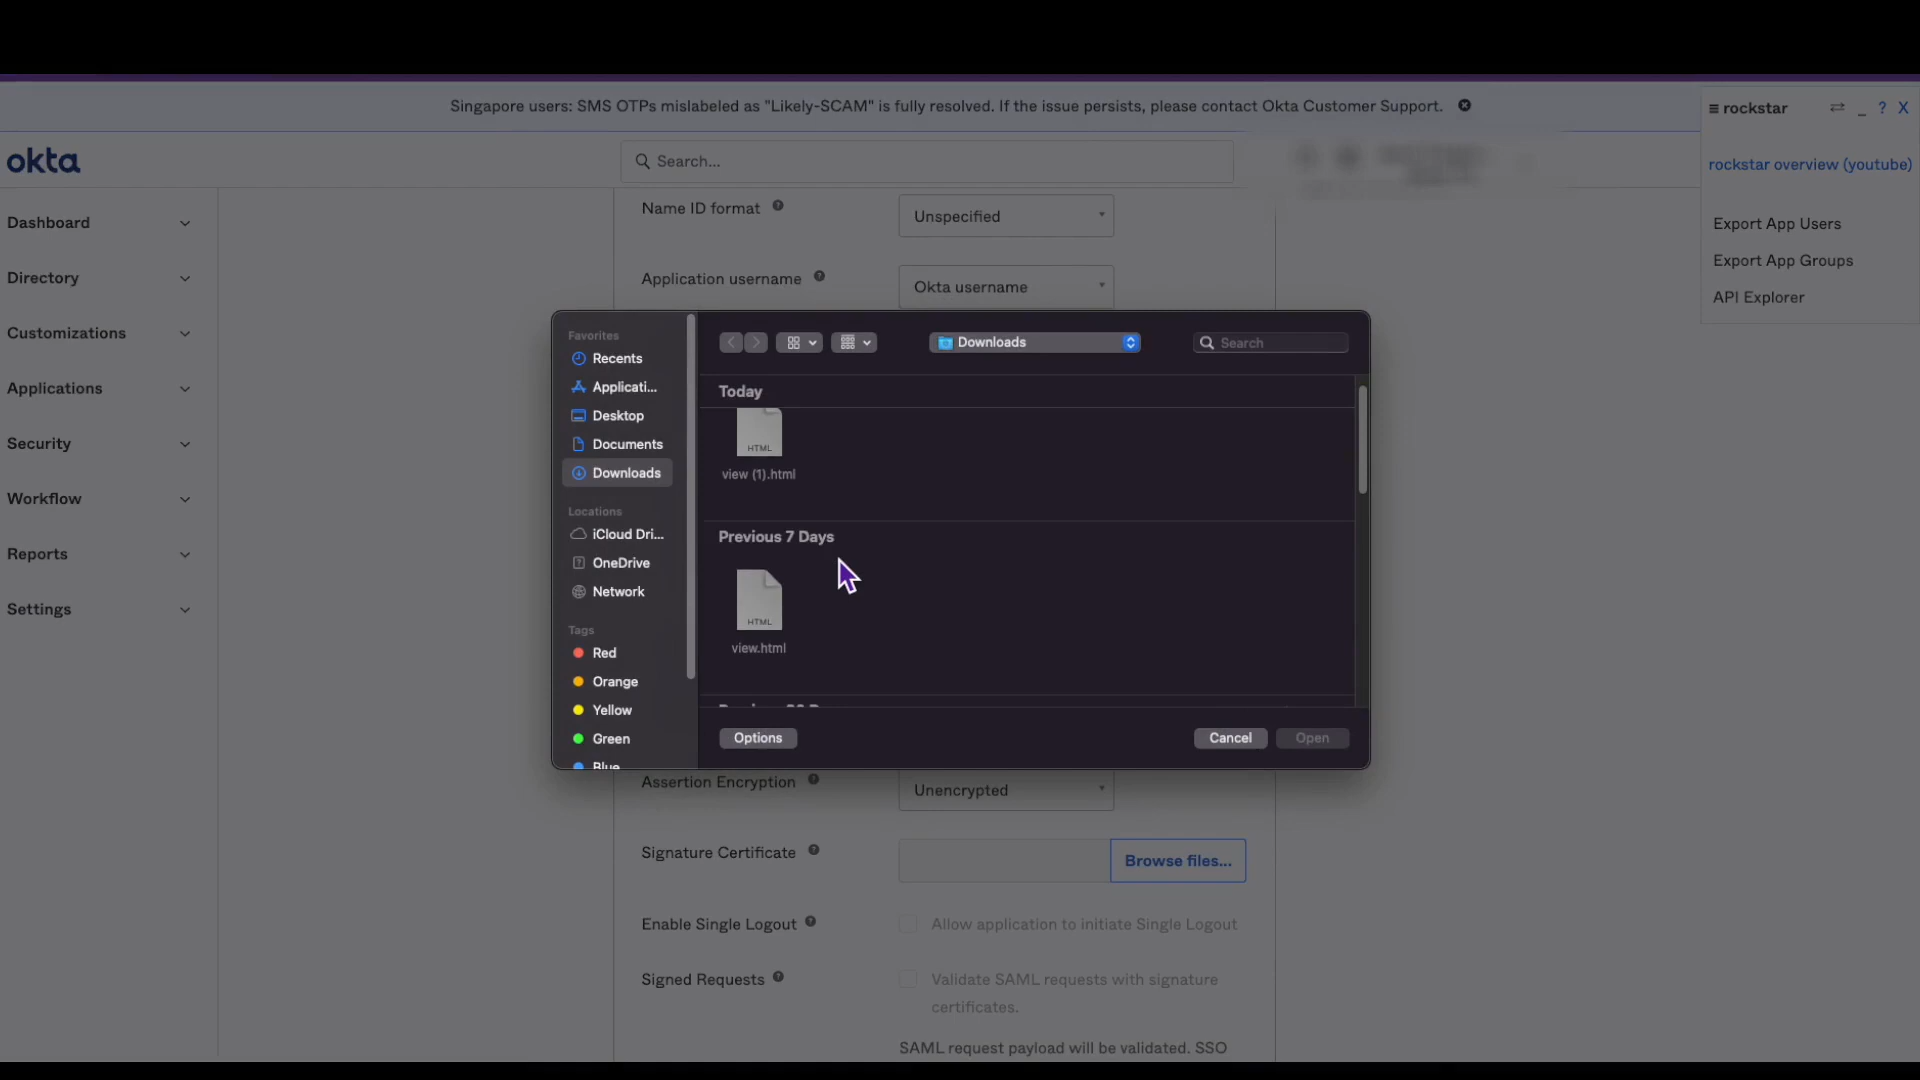 Singapore users: SMS OTPs mislabeled as "Likely-SCAM" is fully resolved. If the issue persists, please contact Okta Customer Support.
≡ rockstar
_ ? X
okta
Search...
rockstar overview (youtube)
Export App Users
Export App Groups
API Explorer
Dashboard
Directory
Customizations
Applications
Security
Workflow
Reports
Settings
Name ID format
Unspecified
Application username
Okta username
Favorites
Recents
Applicati...
Desktop
Documents
Downloads
Locations
iCloud Dri...
OneDrive
Network
Tags
Red
Orange
Yellow
Green
Blue
Downloads
Search
Today
HTML
view (1).html
Previous 7 Days
HTML
view.html
Options
Cancel
Open
Assertion Encryption
Unencrypted
Signature Certificate
Browse files...
Enable Single Logout
Allow application to initiate Single Logout
Signed Requests
Validate SAML requests with signature
certificates.
SAML request payload will be validated. SSO